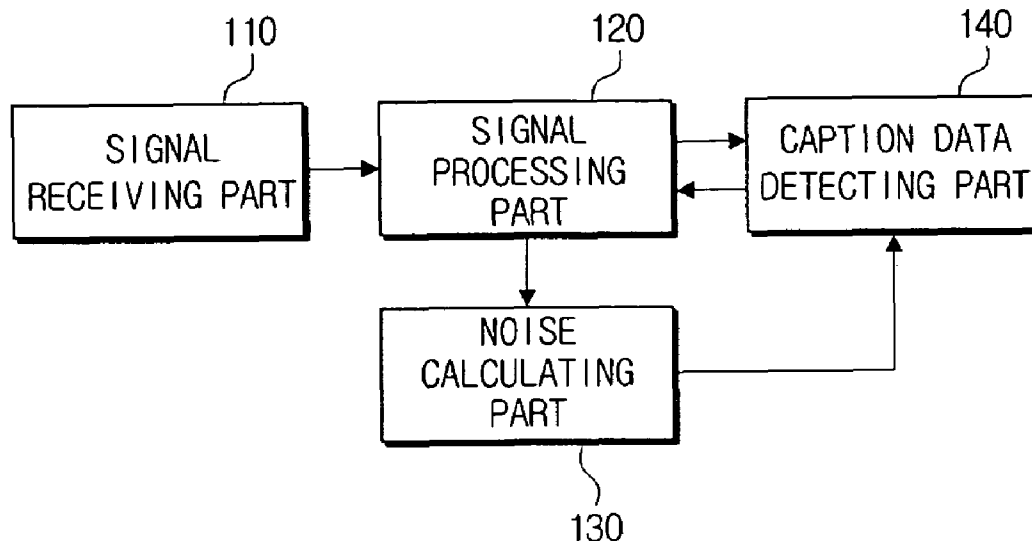 110
120
140
SIGNAL
RECEIVING PART
SIGNAL
PROCESSING
PART
CAPTION DATA
DETECTING PART
NOISE
CALCULATING
PART
130